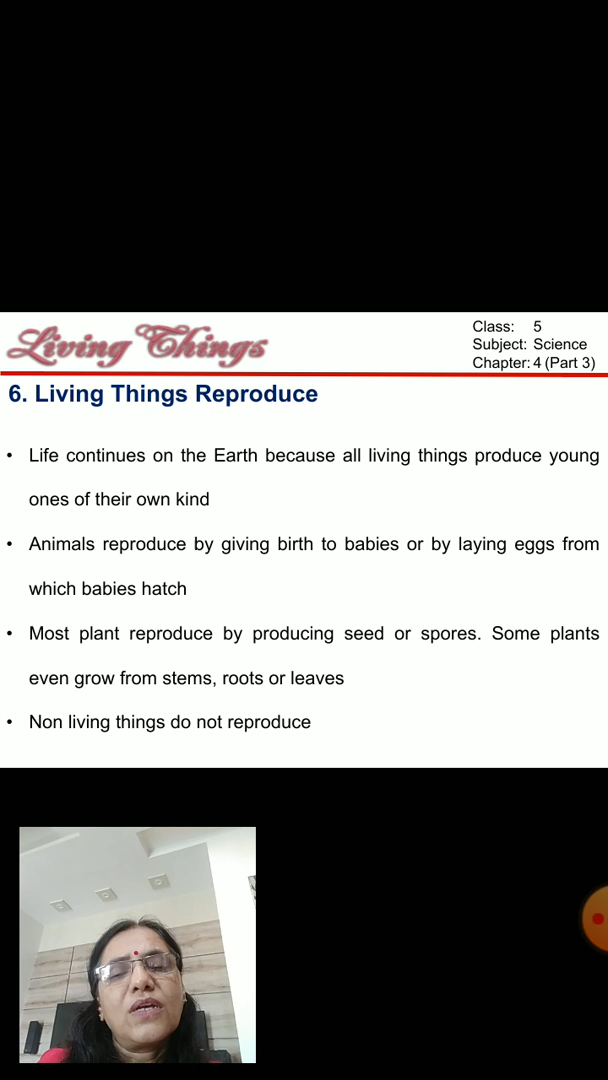 Living Things
Class: 5
Subject: Science
Chapter: 4 (Part 3)
6. Living Things Reproduce
• Life continues on the Earth because all living things produce young
ones of their own kind
• Animals reproduce by giving birth to babies or by laying eggs from
which babies hatch
• Most plant reproduce by producing seed or spores. Some plants
even grow from stems, roots or leaves
• Non living things do not reproduce